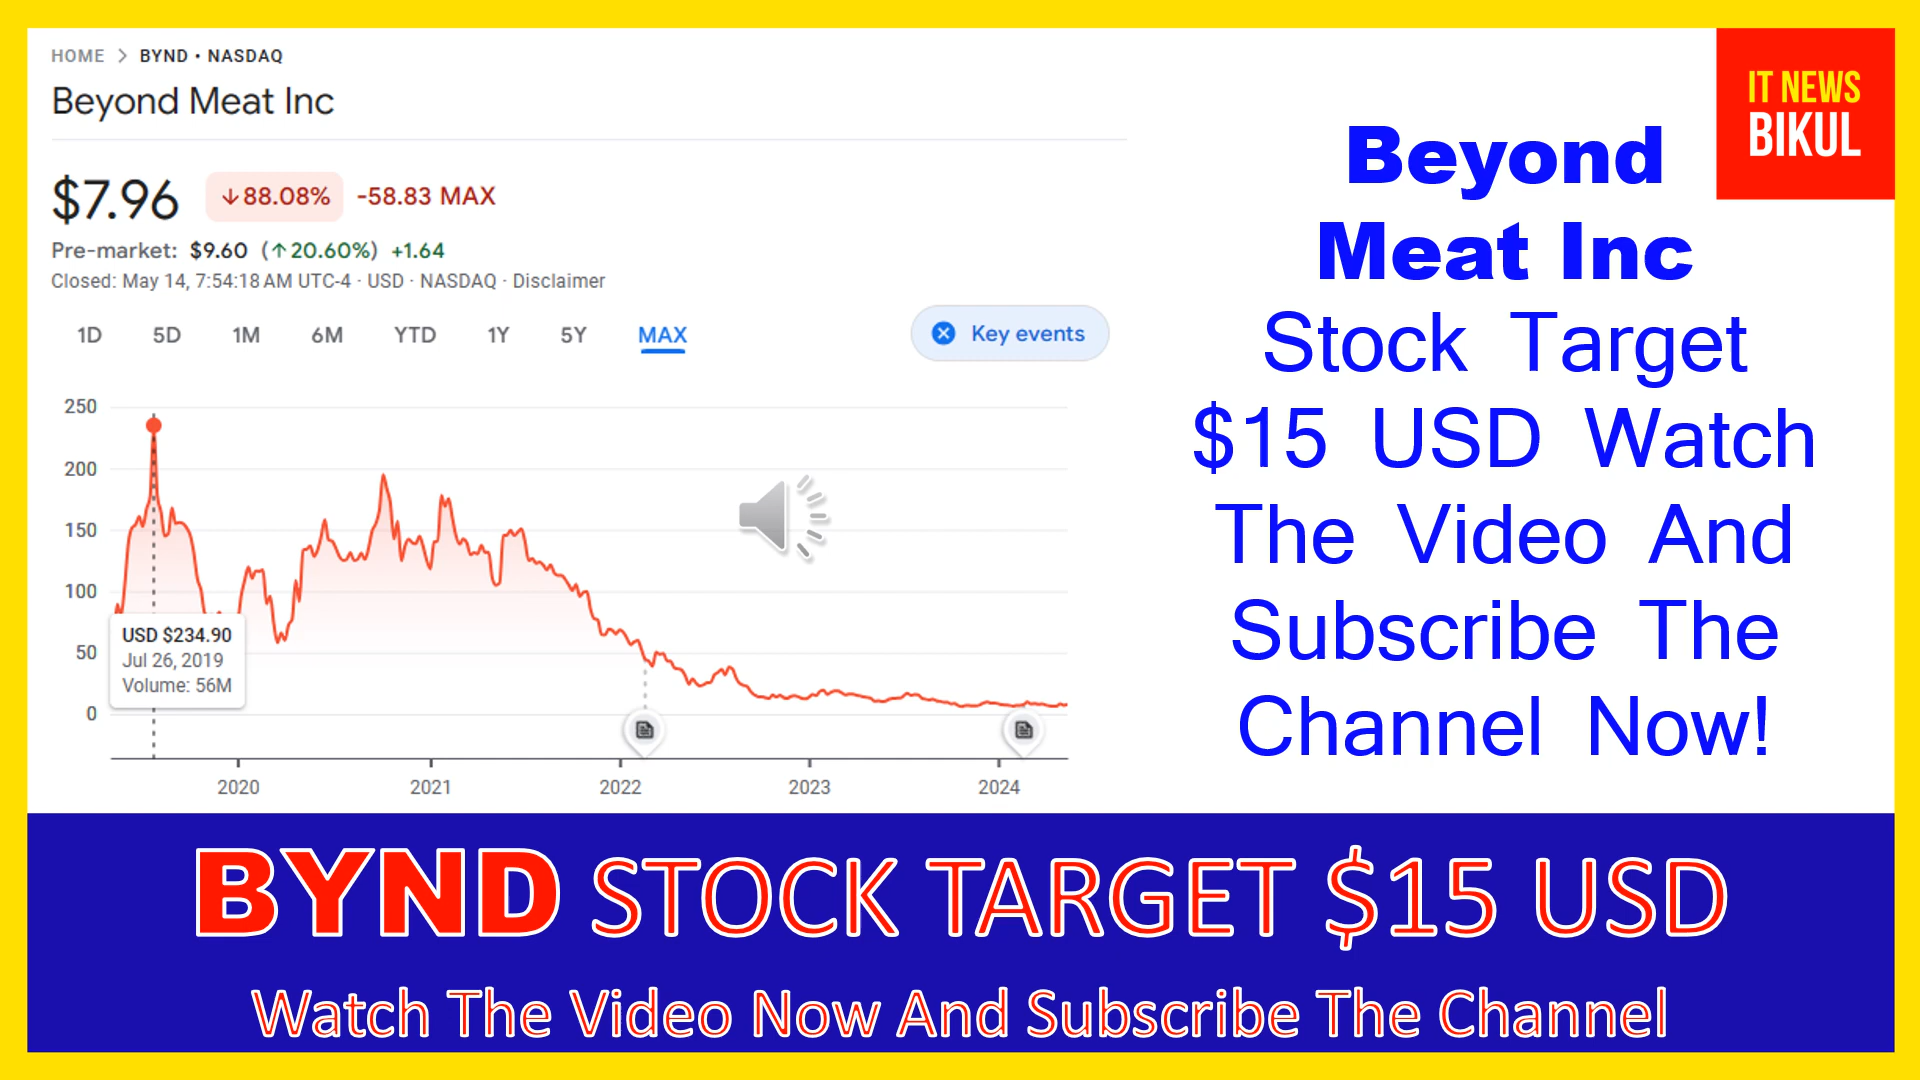 HOME > BYND • NASDAQ
Beyond Meat Inc
$7.96 ↓88.08% -58.83 MAX
Pre-market: $9.60 (↑20.60%) +1.64
Closed: May 14, 7:54:18 AM UTC-4 · USD · NASDAQ · Disclaimer
1D 5D 1M 6M YTD 1Y 5Y MAX
Key events
250
200
150
100
50
0
USD $234.90
Jul 26, 2019
Volume: 56M
2020 2021 2022 2023 2024
IT NEWS
BIKUL
Beyond
Meat Inc
Stock Target
$15 USD Watch
The Video And
Subscribe The
Channel Now!
BYND STOCK TARGET $15 USD
Watch The Video Now And Subscribe The Channel